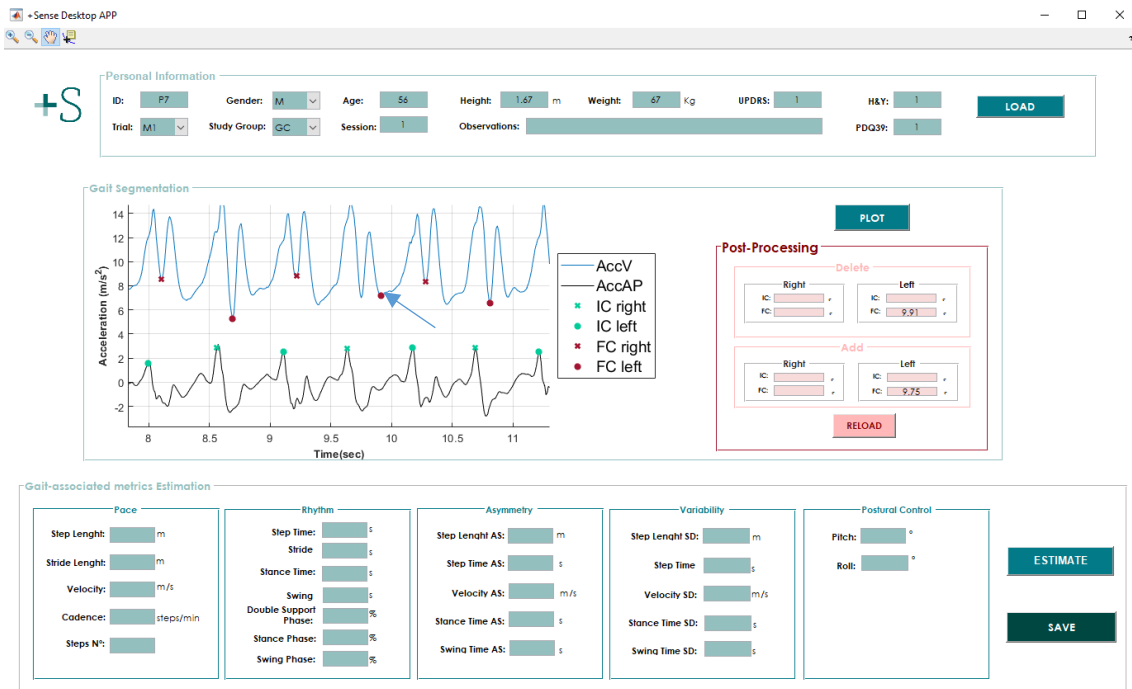 +Sense Desktop APP
+S
Personal Information
ID: P7 Gender: M Age: 56 Height: 1.67 m Weight: 67 Kg UPDRS: 1 H&Y: 1
LOAD
Trial: M1 Study Group: GC Session: 1 Observations: PDQ39: 1
Gait Segmentation
14
12
10
8
6
4
2
0
-2
Acceleration (m/s²)
8 8.5 9 9.5 10 10.5 11
Time(sec)
AccV
AccAP
IC right
IC left
FC right
FC left
PLOT
Post-Processing
Delete
Right Left
IC: , IC: ,
FC: , FC: 9.91 ,
Add
Right Left
IC: , IC: ,
FC: , FC: 9.75 ,
RELOAD
Gait-associated metrics Estimation
Pace
Step Lenght: m
Stride Lenght: m
Velocity: m/s
Cadence: steps/min
Steps Nº:
Rhythm
Step Time: s
Stride s
Stance Time: s
Swing s
Double Support
Phase: %
Stance Phase: %
Swing Phase: %
Asymmetry
Step Lenght AS: m
Step Time AS: s
Velocity AS: m/s
Stance Time AS: s
Swing Time AS: s
Variability
Step Lenght SD: m
Step Time s
Velocity SD: m/s
Stance Time SD: s
Swing Time SD: s
Postural Control
Pitch: °
Roll: °
ESTIMATE
SAVE